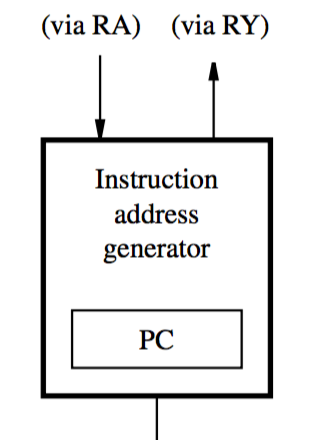 (via RA) (via RY)
Instruction
address
generator
PC